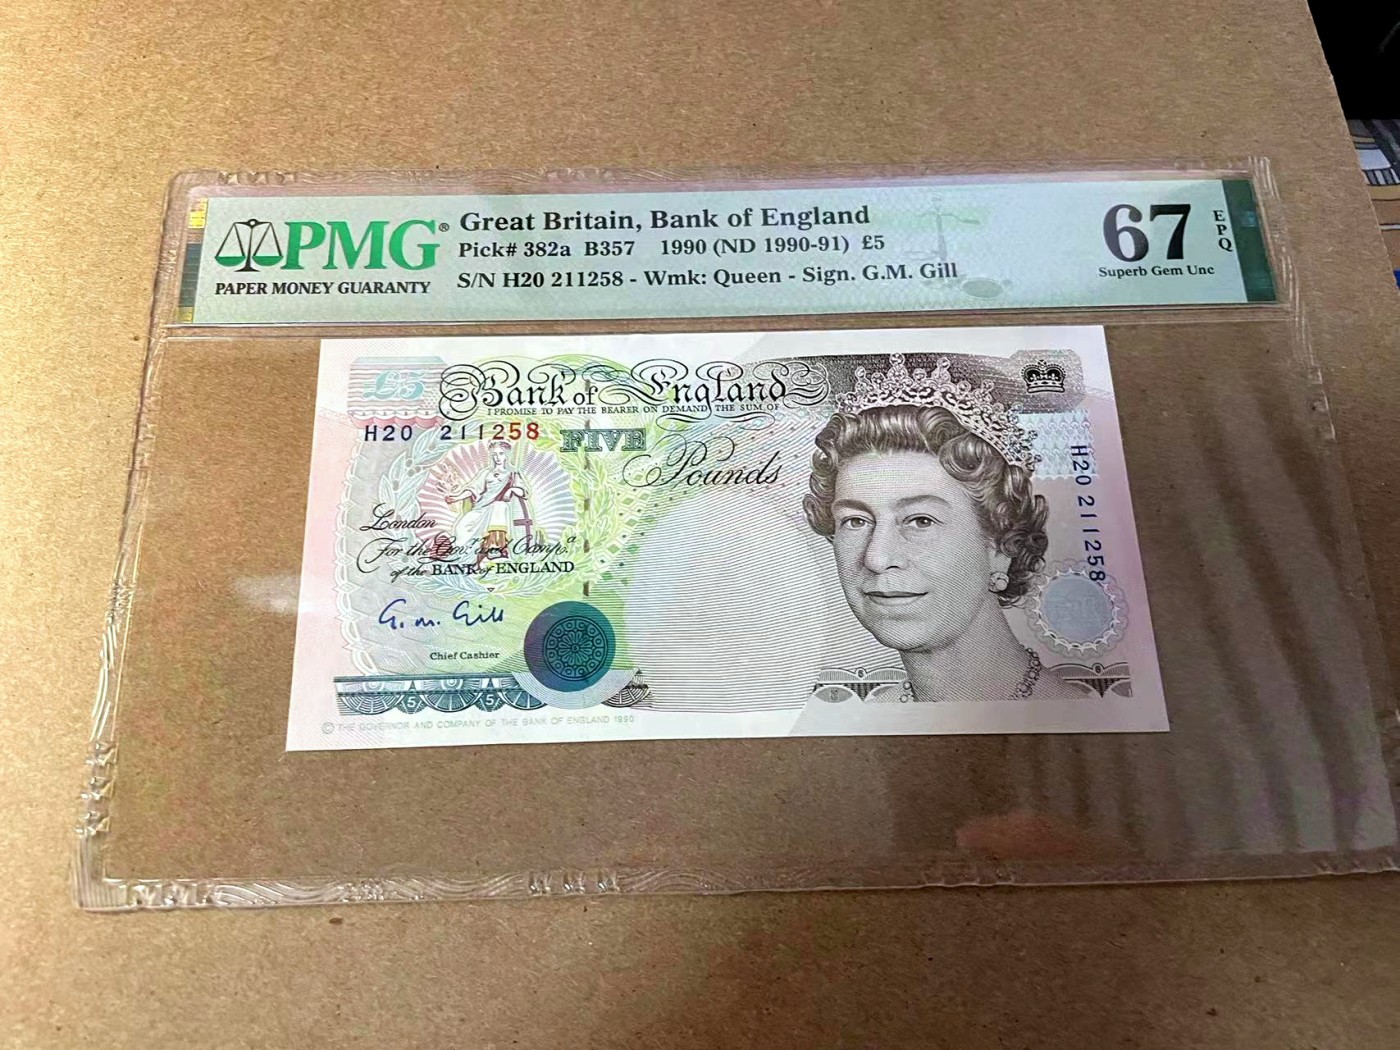 PMG®
PAPER MONEY GUARANTY
Great Britain, Bank of England
Pick# 382a B357 1990 (ND 1990-91) £5
S/N H20 211258 - Wmk: Queen - Sign. G.M. Gill
67
EPQ
Superb Gem Unc
£5
Bank of England
I PROMISE TO PAY THE BEARER ON DEMAND THE SUM OF
H20 211258
FIVE
Pounds
H20 211258
London
For the Govr. and Compa.
of the BANK of ENGLAND
G. M. Gill
Chief Cashier
5 5
© THE GOVERNOR AND COMPANY OF THE BANK OF ENGLAND 1990